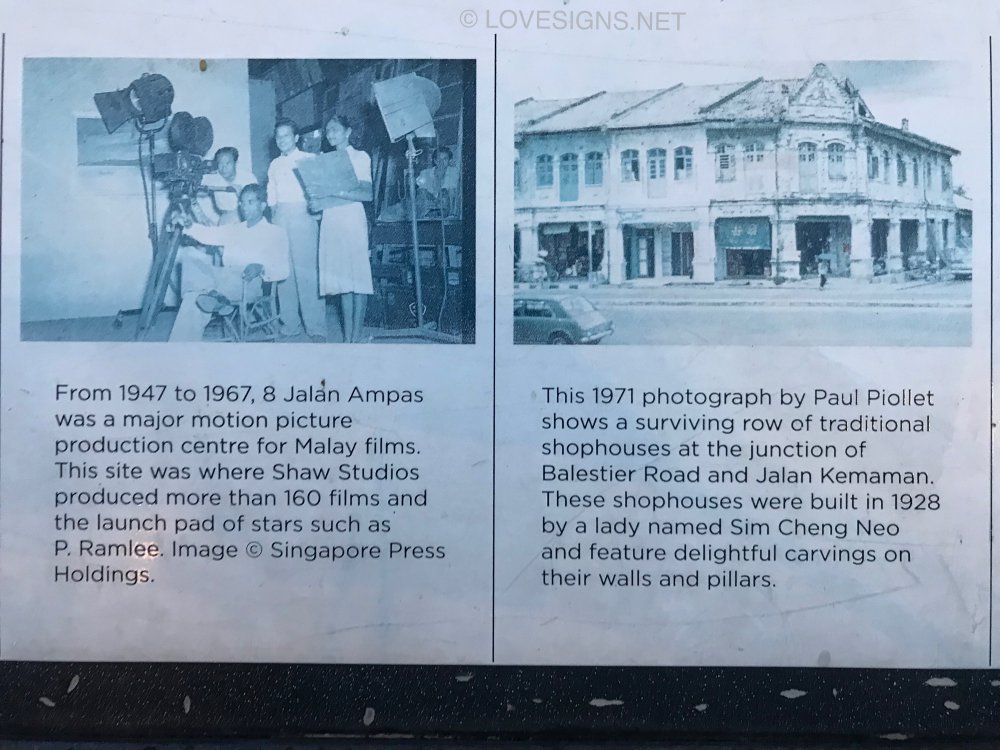 © LOVESIGNS.NET
From 1947 to 1967, 8 Jalan Ampas
was a major motion picture
production centre for Malay films.
This site was where Shaw Studios
produced more than 160 films and
the launch pad of stars such as
P. Ramlee. Image © Singapore Press
Holdings.
This 1971 photograph by Paul Piollet
shows a surviving row of traditional
shophouses at the junction of
Balestier Road and Jalan Kemaman.
These shophouses were built in 1928
by a lady named Sim Cheng Neo
and feature delightful carvings on
their walls and pillars.